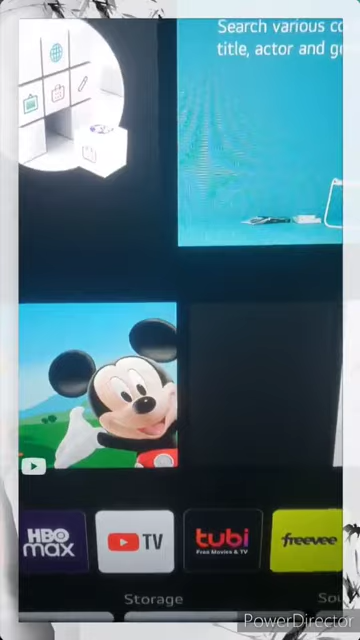 Search various
title, actor and
HBO
max
TV
tubi
Free Movies & TV
freevee
Storage
PowerDirector